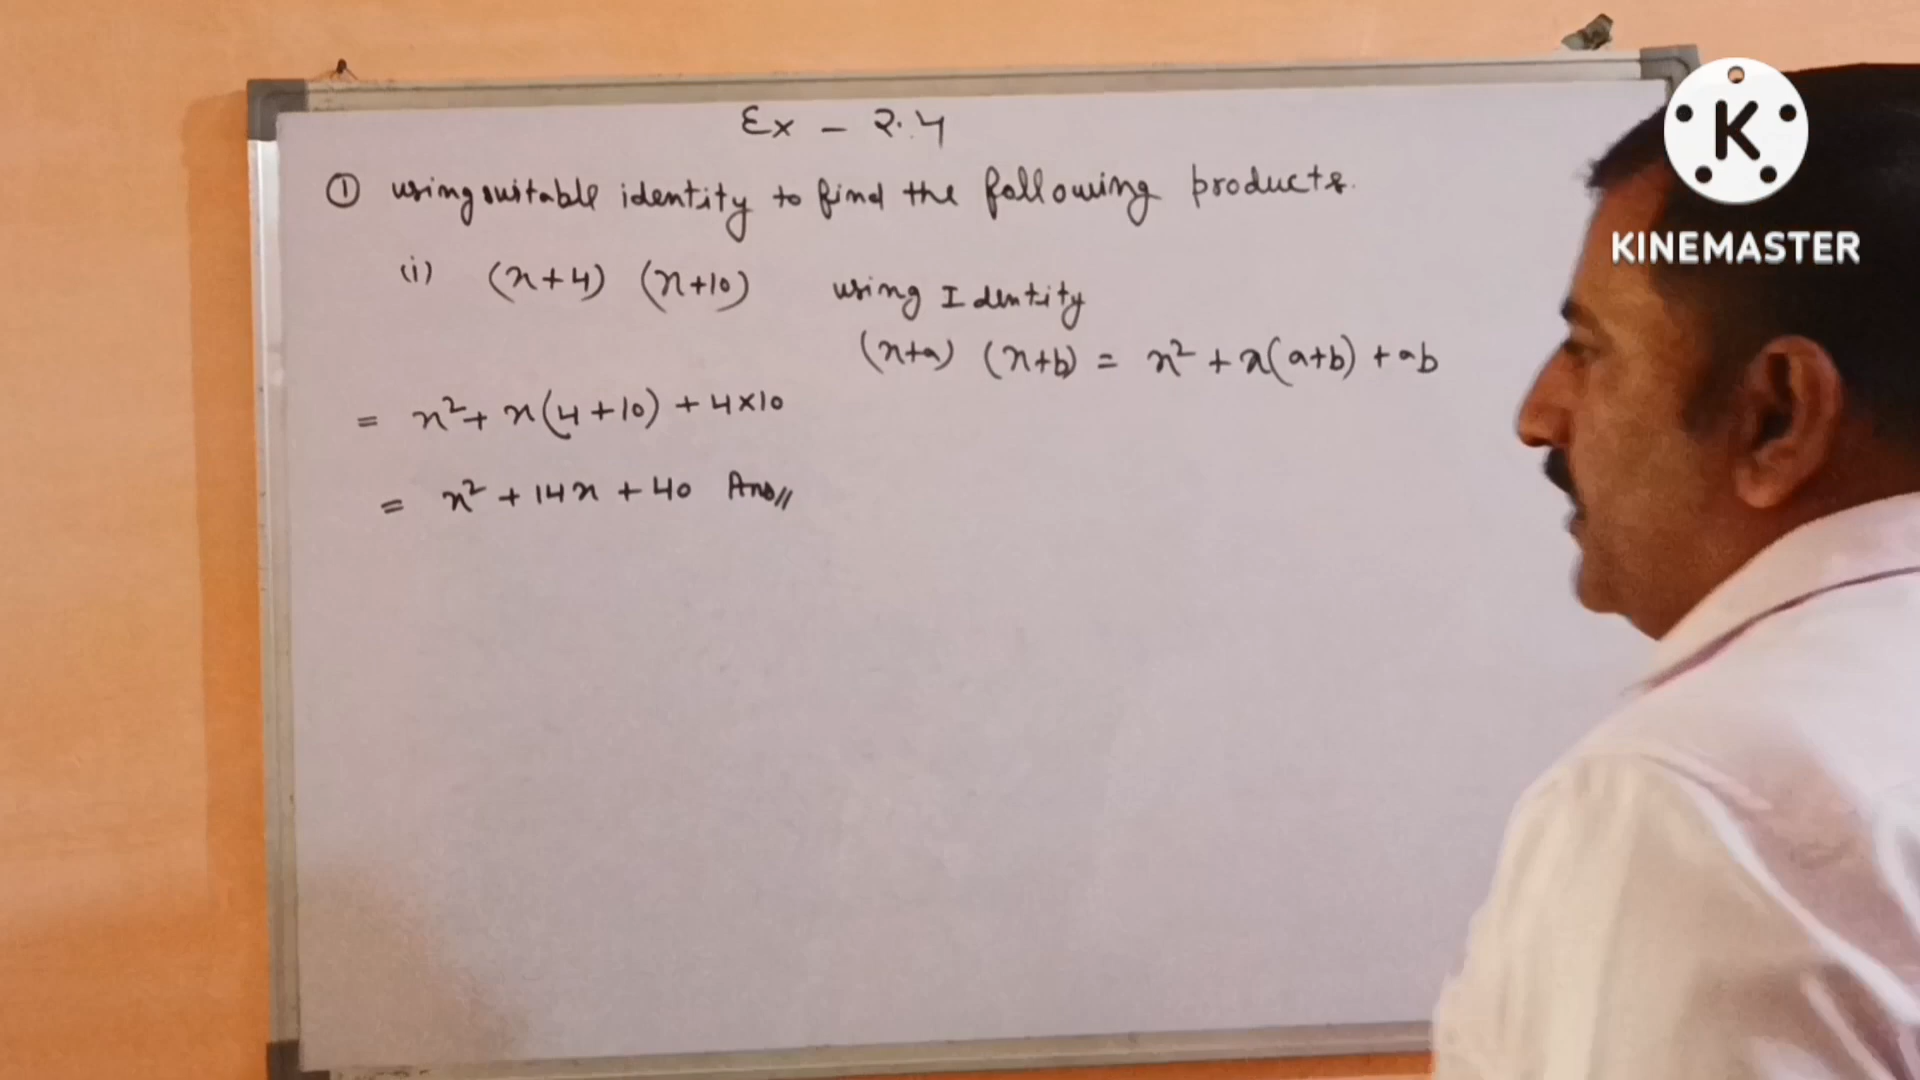 Ex - 2.4
① using suitable identity to find the following products.
(i) (x+4) (x+10) using Identity
(x+a) (x+b) = x² + x(a+b) + ab
= x² + x(4+10) + 4×10
= x² + 14x + 40 Ans//
K
KINEMASTER